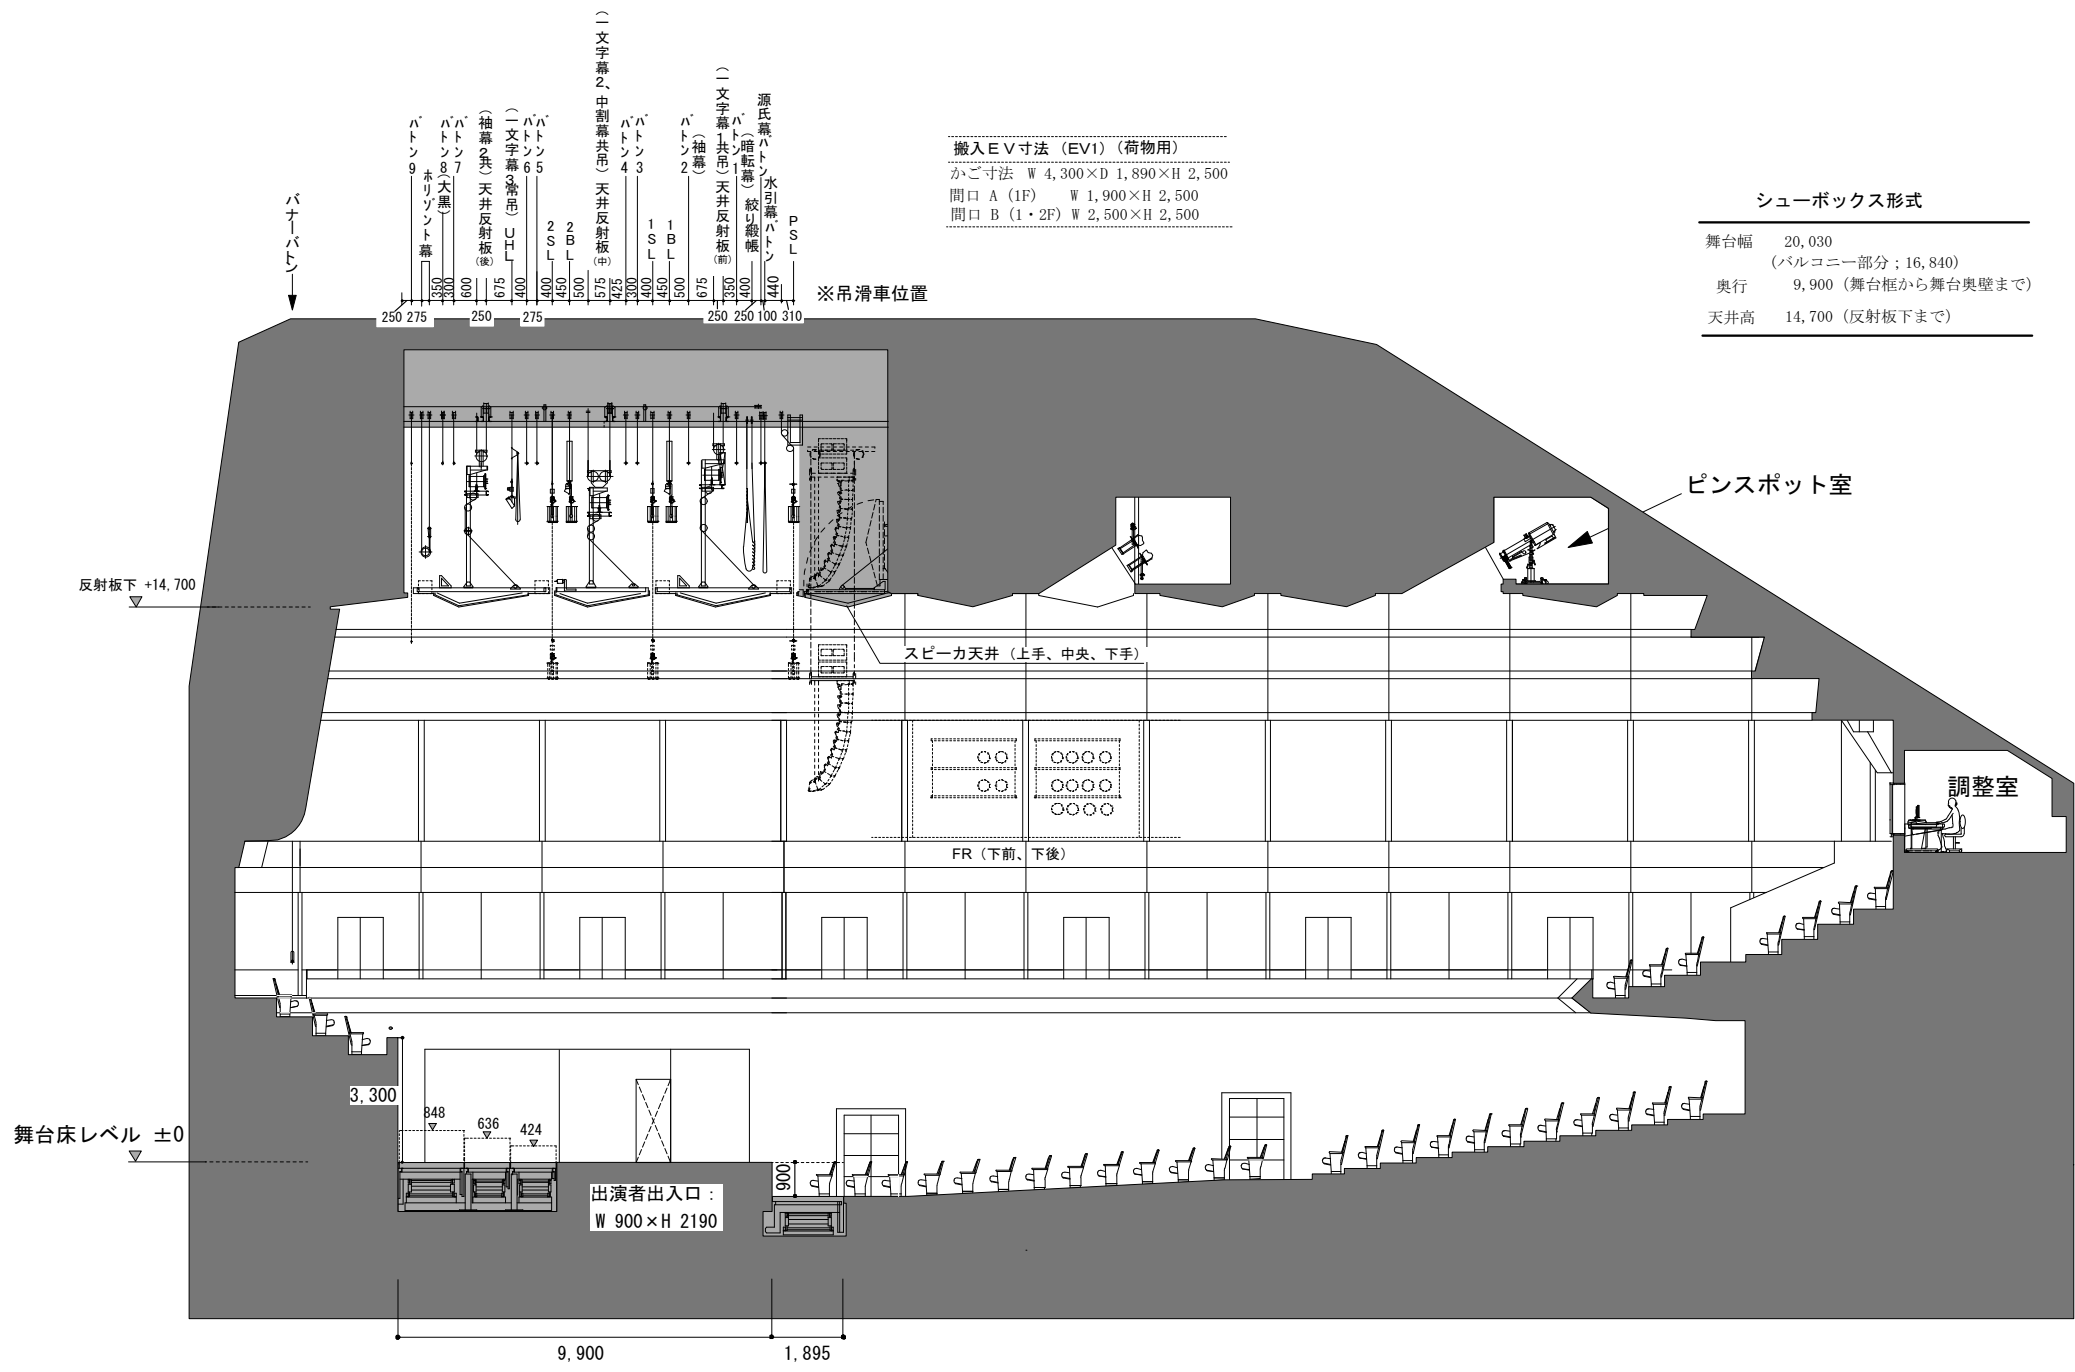 バナーバトン
バトン9
ホリゾント幕
バトン8(大黒)
バトン7
(袖幕2共)天井反射板(後)
(一文字幕3常吊)UHL
バトン6
バトン5
2SL
2BL
(一文字幕2、中割幕共吊)天井反射板(中)
バトン4
バトン3
1SL
1BL
バトン2
(袖幕)
(一文字幕1共吊)天井反射板(前)
バトン1
(暗転幕)絞り緞帳
源氏幕バトン
水引幕バトン
PSL
350 300 600 675 400 400 450 500 575 425 300 400 450 500 675 350 400 440
250 275 250 275 250 250 100 310
※吊滑車位置
搬入EV寸法(EV1)(荷物用)
かご寸法 W 4,300×D 1,890×H 2,500
間口 A(1F) W 1,900×H 2,500
間口 B(1・2F)W 2,500×H 2,500
シューボックス形式
舞台幅 20,030
(バルコニー部分；16,840)
奥行 9,900(舞台框から舞台奥壁まで)
天井高 14,700(反射板下まで)
ピンスポット室
反射板下 +14,700
スピーカ天井(上手、中央、下手)
調整室
FR(下前、下後)
3,300
848
636
424
舞台床レベル ±0
900
出演者出入口：
W 900×H 2190
9,900
1,895